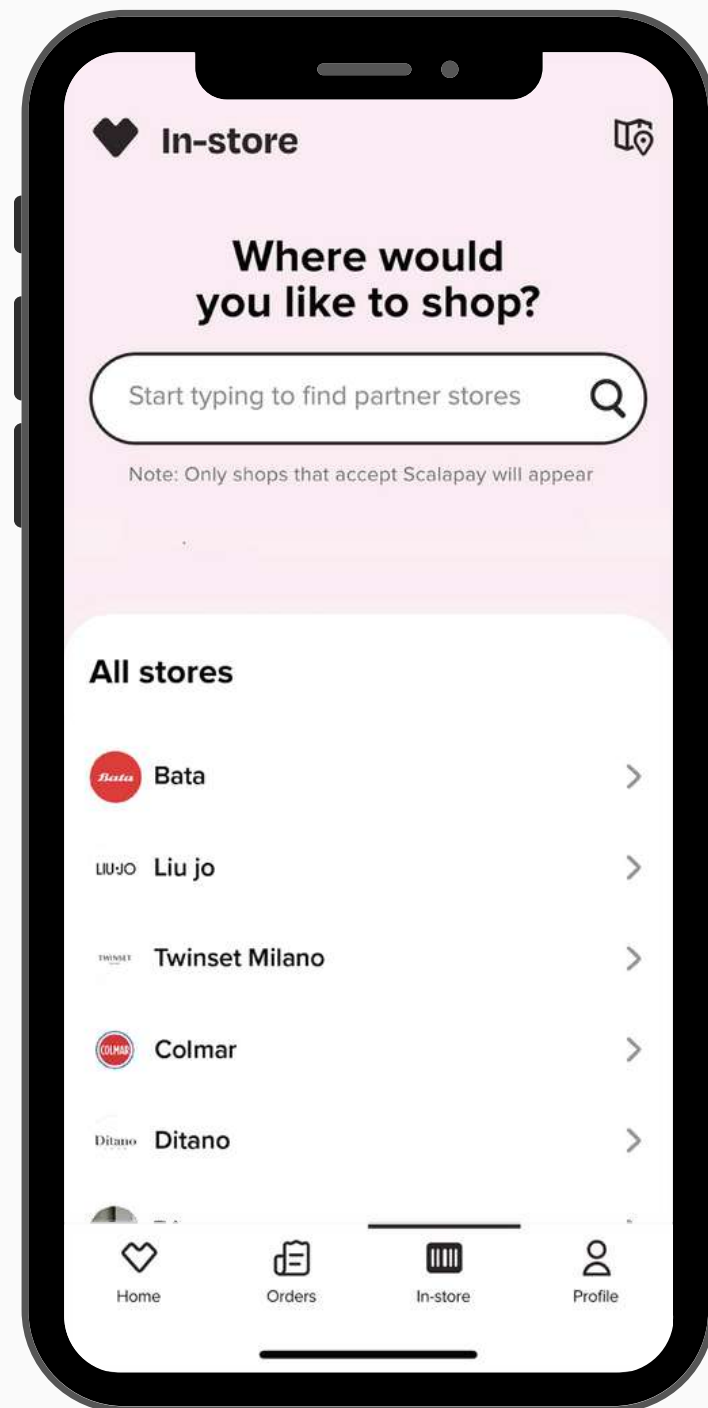 In-store
Where would
you like to shop?
Start typing to find partner stores
Note: Only shops that accept Scalapay will appear
All stores
Bata Bata
LIU·JO Liu jo
TWINSET Twinset Milano
COLMAR Colmar
Ditano Ditano
Home Orders In-store Profile